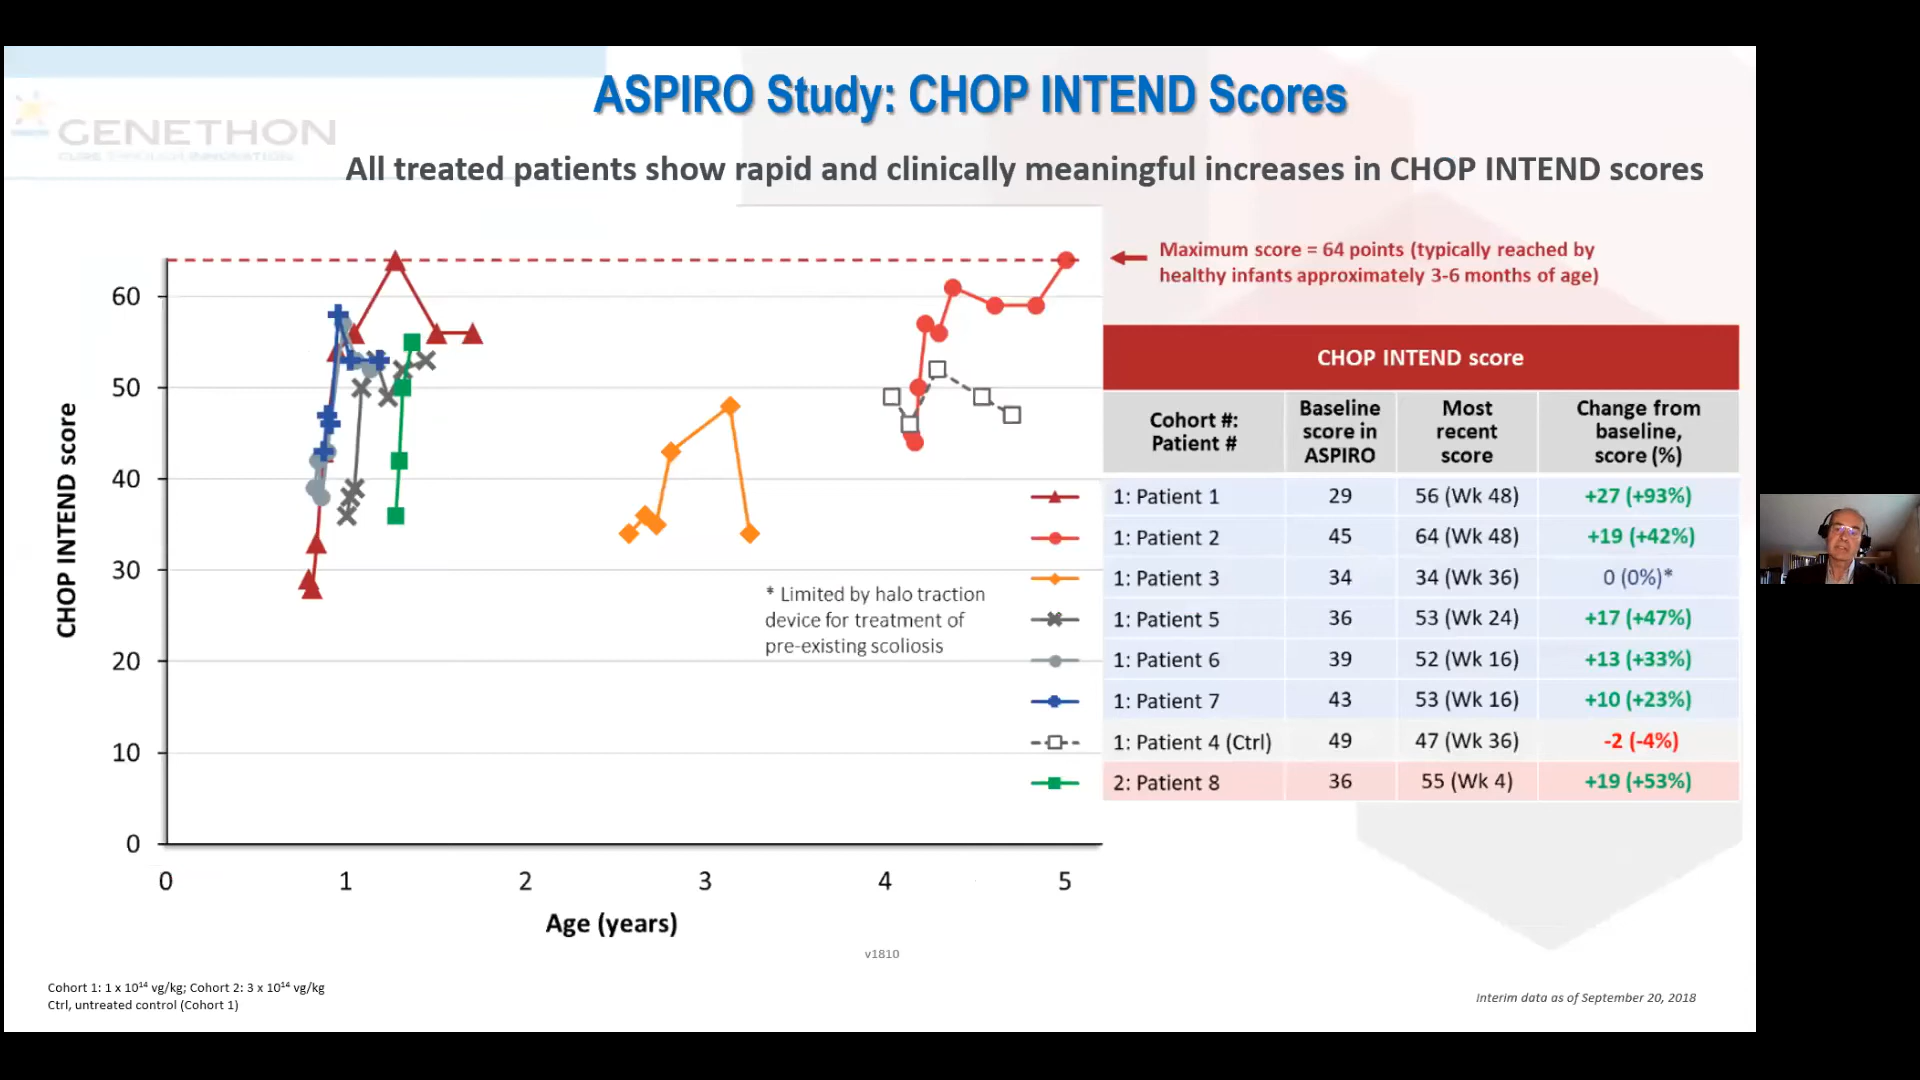 ASPIRO Study: CHOP INTEND Scores
GENETHON
CURE THROUGH INNOVATION
All treated patients show rapid and clinically meaningful increases in CHOP INTEND scores
Maximum score = 64 points (typically reached by
healthy infants approximately 3-6 months of age)
CHOP INTEND score
60
50
40
30
20
10
0
0 1 2 3 4 5
Age (years)
* Limited by halo traction
device for treatment of
pre-existing scoliosis
CHOP INTEND score
Cohort #: Patient # Baseline score in ASPIRO Most recent score Change from baseline, score (%)
1: Patient 1 29 56 (Wk 48) +27 (+93%)
1: Patient 2 45 64 (Wk 48) +19 (+42%)
1: Patient 3 34 34 (Wk 36) 0 (0%)*
1: Patient 5 36 53 (Wk 24) +17 (+47%)
1: Patient 6 39 52 (Wk 16) +13 (+33%)
1: Patient 7 43 53 (Wk 16) +10 (+23%)
1: Patient 4 (Ctrl) 49 47 (Wk 36) -2 (-4%)
2: Patient 8 36 55 (Wk 4) +19 (+53%)
v1810
Cohort 1: 1 x 10¹⁴ vg/kg; Cohort 2: 3 x 10¹⁴ vg/kg
Ctrl, untreated control (Cohort 1)
Interim data as of September 20, 2018